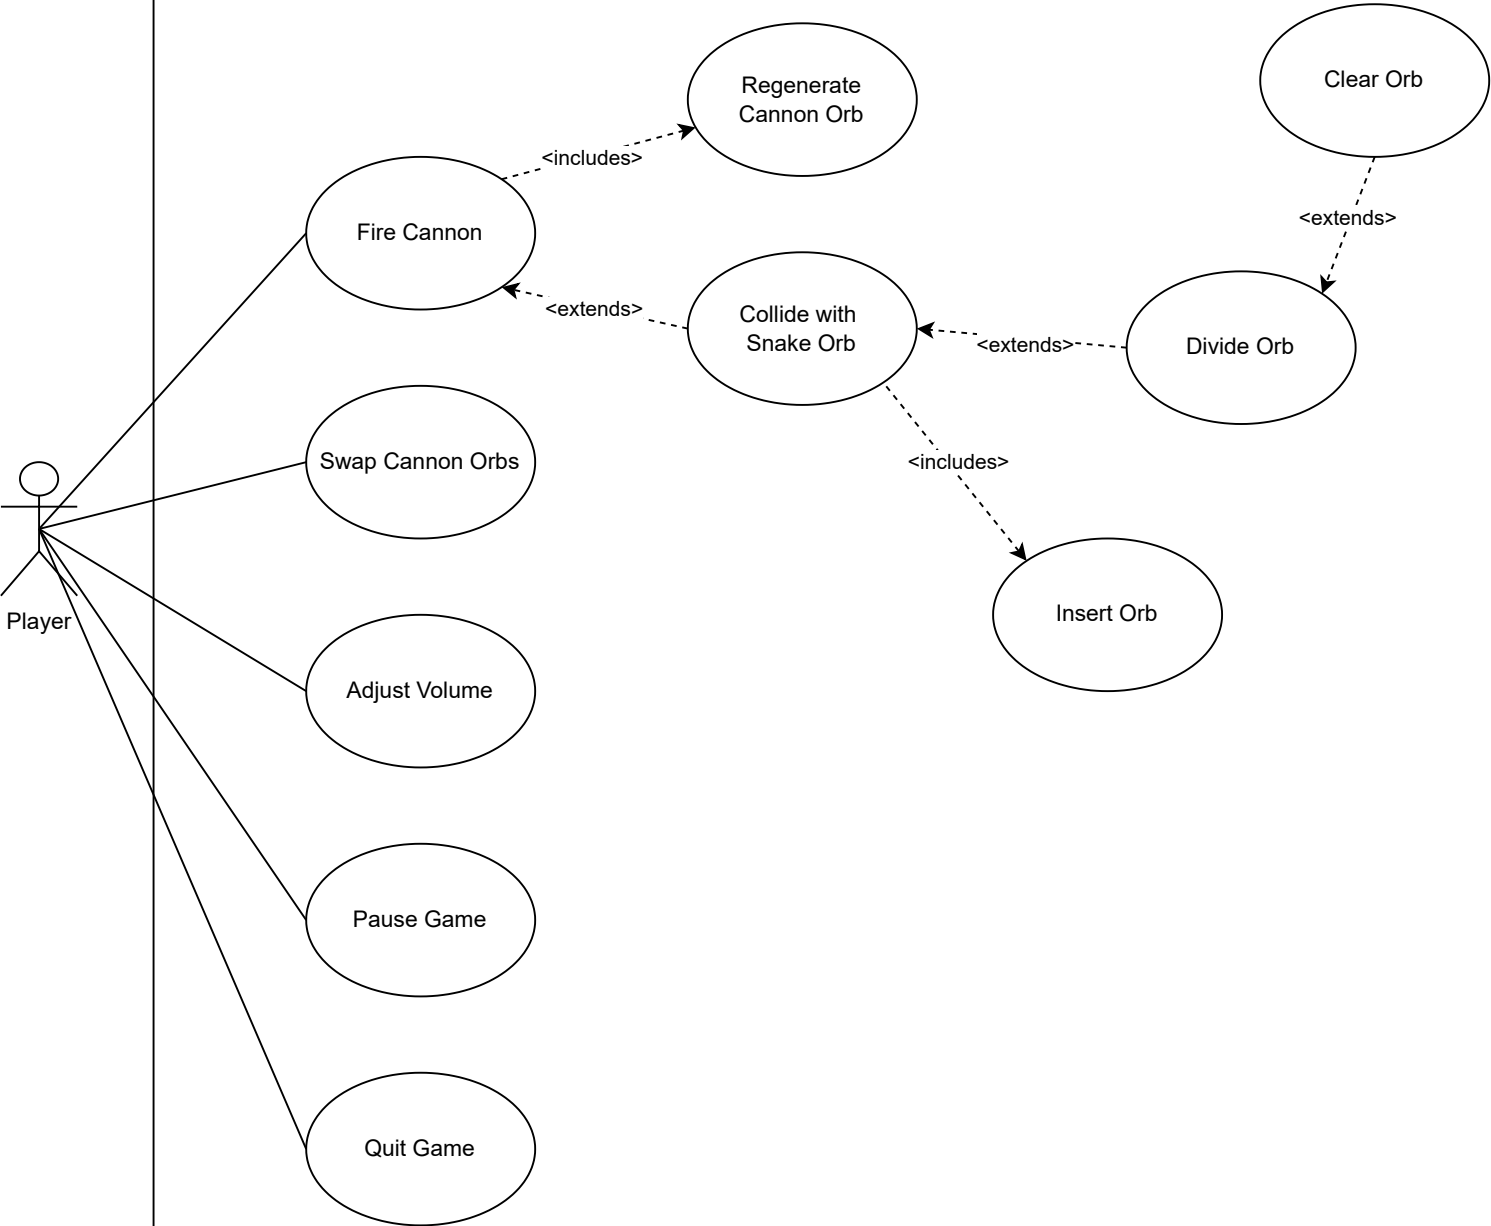 Regenerate
Cannon Orb
Clear Orb
<includes>
Fire Cannon
<extends>
<extends>
Collide with
Snake Orb
<extends>
Divide Orb
Swap Cannon Orbs
<includes>
Player
Insert Orb
Adjust Volume
Pause Game
Quit Game